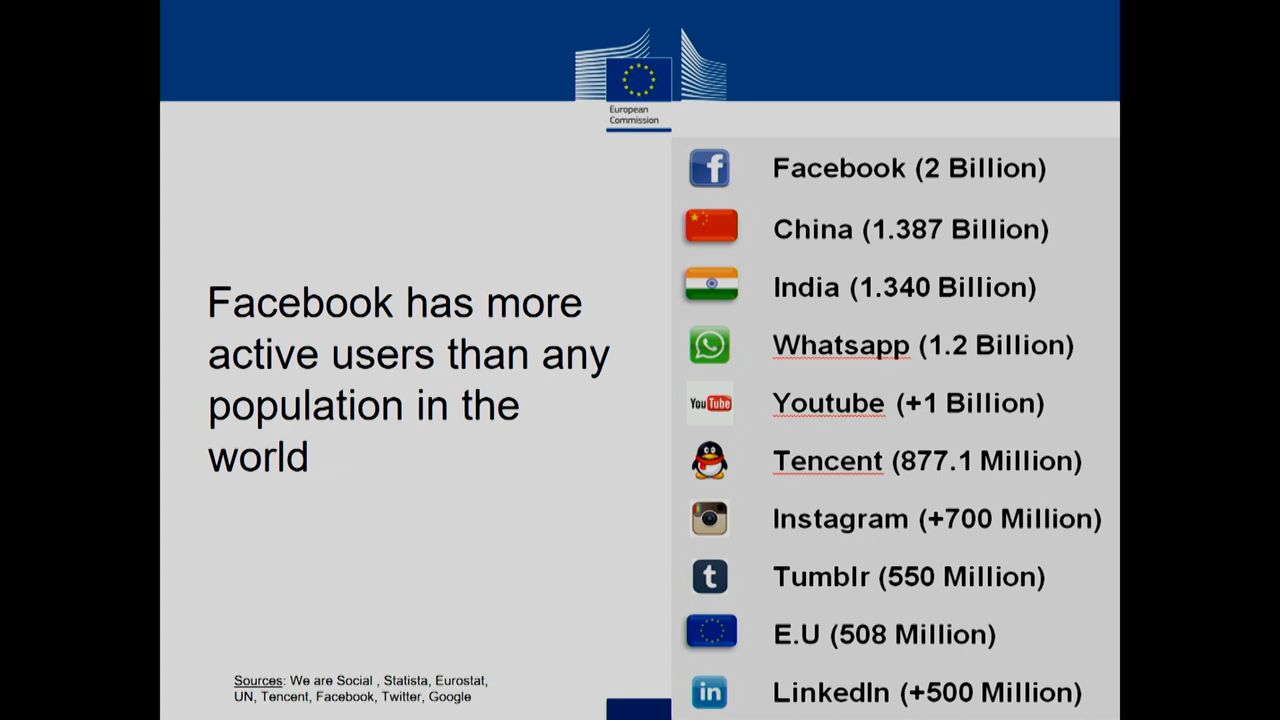 European
Commission
Facebook has more
active users than any
population in the
world
Sources: We are Social , Statista, Eurostat,
UN, Tencent, Facebook, Twitter, Google
f
Facebook (2 Billion)
China (1.387 Billion)
India (1.340 Billion)
Whatsapp (1.2 Billion)
YouTube
Youtube (+1 Billion)
Tencent (877.1 Million)
Instagram (+700 Million)
t
Tumblr (550 Million)
E.U (508 Million)
in
LinkedIn (+500 Million)